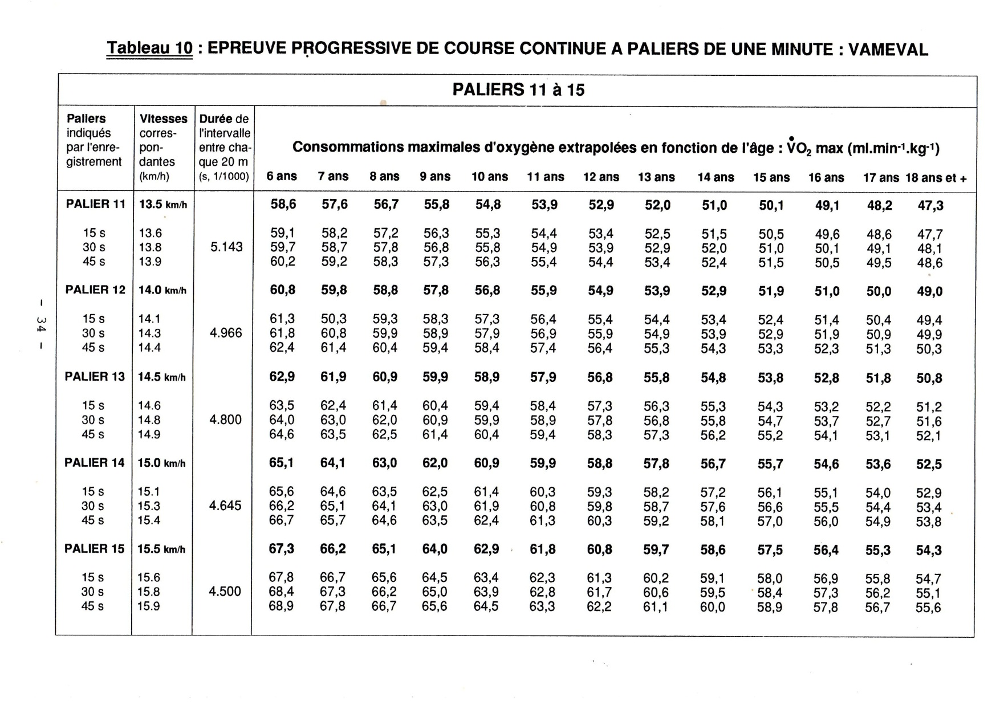 Tableau 10 : EPREUVE PROGRESSIVE DE COURSE CONTINUE A PALIERS DE UNE MINUTE : VAMEVAL
PALIERS 11 à 15
Paliers indiqués par l'enre- gistrement
Vitesses corres- pon- dantes (km/h)
Durée de l'intervalle entre cha- que 20 m (s, 1/1000)
Consommations maximales d'oxygène extrapolées en fonction de l'âge : V̇O₂ max (ml.min⁻¹.kg⁻¹)
6 ans 7 ans 8 ans 9 ans 10 ans 11 ans 12 ans 13 ans 14 ans 15 ans 16 ans 17 ans 18 ans et +
PALIER 11 13.5 km/h 58,6 57,6 56,7 55,8 54,8 53,9 52,9 52,0 51,0 50,1 49,1 48,2 47,3
15 s 13.6 59,1 58,2 57,2 56,3 55,3 54,4 53,4 52,5 51,5 50,5 49,6 48,6 47,7
30 s 13.8 5.143 59,7 58,7 57,8 56,8 55,8 54,9 53,9 52,9 52,0 51,0 50,1 49,1 48,1
45 s 13.9 60,2 59,2 58,3 57,3 56,3 55,4 54,4 53,4 52,4 51,5 50,5 49,5 48,6
PALIER 12 14.0 km/h 60,8 59,8 58,8 57,8 56,8 55,9 54,9 53,9 52,9 51,9 51,0 50,0 49,0
15 s 14.1 61,3 50,3 59,3 58,3 57,3 56,4 55,4 54,4 53,4 52,4 51,4 50,4 49,4
30 s 14.3 4.966 61,8 60,8 59,9 58,9 57,9 56,9 55,9 54,9 53,9 52,9 51,9 50,9 49,9
45 s 14.4 62,4 61,4 60,4 59,4 58,4 57,4 56,4 55,3 54,3 53,3 52,3 51,3 50,3
PALIER 13 14.5 km/h 62,9 61,9 60,9 59,9 58,9 57,9 56,8 55,8 54,8 53,8 52,8 51,8 50,8
15 s 14.6 63,5 62,4 61,4 60,4 59,4 58,4 57,3 56,3 55,3 54,3 53,2 52,2 51,2
30 s 14.8 4.800 64,0 63,0 62,0 60,9 59,9 58,9 57,8 56,8 55,8 54,7 53,7 52,7 51,6
45 s 14.9 64,6 63,5 62,5 61,4 60,4 59,4 58,3 57,3 56,2 55,2 54,1 53,1 52,1
PALIER 14 15.0 km/h 65,1 64,1 63,0 62,0 60,9 59,9 58,8 57,8 56,7 55,7 54,6 53,6 52,5
15 s 15.1 65,6 64,6 63,5 62,5 61,4 60,3 59,3 58,2 57,2 56,1 55,1 54,0 52,9
30 s 15.3 4.645 66,2 65,1 64,1 63,0 61,9 60,8 59,8 58,7 57,6 56,6 55,5 54,4 53,4
45 s 15.4 66,7 65,7 64,6 63,5 62,4 61,3 60,3 59,2 58,1 57,0 56,0 54,9 53,8
PALIER 15 15.5 km/h 67,3 66,2 65,1 64,0 62,9 61,8 60,8 59,7 58,6 57,5 56,4 55,3 54,3
15 s 15.6 67,8 66,7 65,6 64,5 63,4 62,3 61,3 60,2 59,1 58,0 56,9 55,8 54,7
30 s 15.8 4.500 68,4 67,3 66,2 65,0 63,9 62,8 61,7 60,6 59,5 58,4 57,3 56,2 55,1
45 s 15.9 68,9 67,8 66,7 65,6 64,5 63,3 62,2 61,1 60,0 58,9 57,8 56,7 55,6
- 34 -